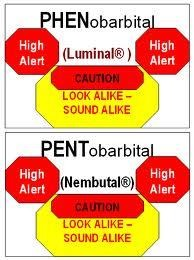 PHENobarbital
High Alert
(Luminal® )
High Alert
CAUTION
LOOK ALIKE –
SOUND ALIKE
PENTobarbital
High Alert
(Nembutal®)
High Alert
CAUTION
LOOK ALIKE –
SOUND ALIKE